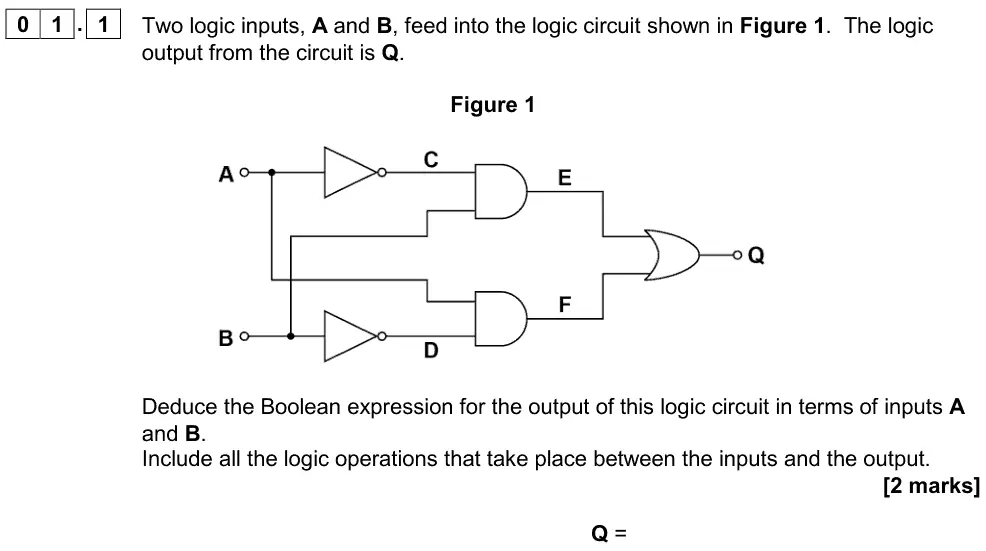 0 1 . 1 Two logic inputs, A and B, feed into the logic circuit shown in Figure 1. The logic
output from the circuit is Q.
Figure 1
A
C
E
Q
F
B
D
Deduce the Boolean expression for the output of this logic circuit in terms of inputs A
and B.
Include all the logic operations that take place between the inputs and the output.
[2 marks]
Q =